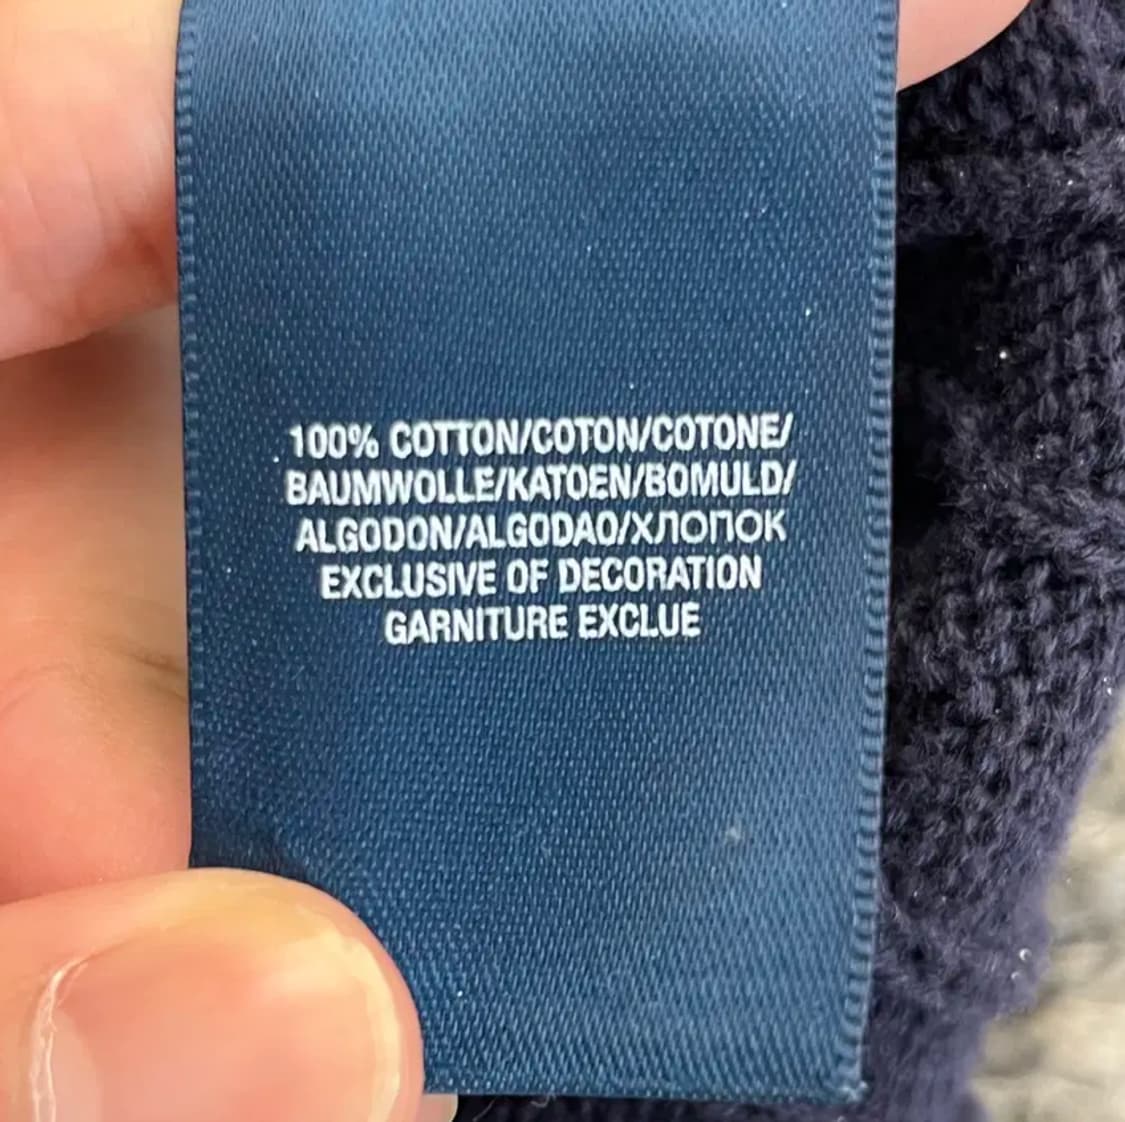 100% COTTON/COTON/COTONE/
BAUMWOLLE/KATOEN/BOMULD/
ALGODON/ALGODAO/ХЛОПОК
EXCLUSIVE OF DECORATION
GARNITURE EXCLUE